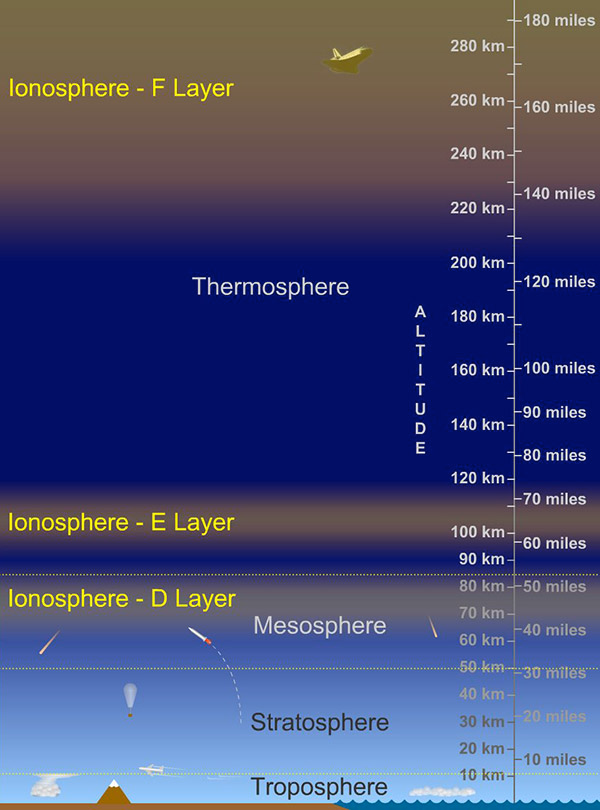 180 miles
280 km
Ionosphere - F Layer
260 km
160 miles
240 km
140 miles
220 km
200 km
Thermosphere
120 miles
ALTITUDE
180 km
160 km
100 miles
90 miles
140 km
80 miles
120 km
70 miles
Ionosphere - E Layer
100 km
60 miles
90 km
80 km
50 miles
Ionosphere - D Layer
70 km
Mesosphere
40 miles
60 km
50 km
30 miles
40 km
20 miles
Stratosphere
30 km
20 km
10 miles
10 km
Troposphere